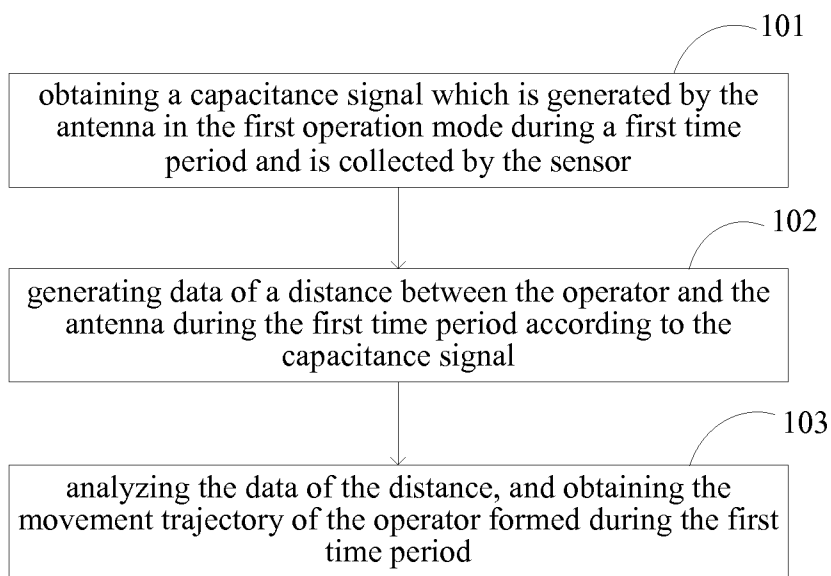 101
obtaining a capacitance signal which is generated by the
antenna in the first operation mode during a first time
period and is collected by the sensor
102
generating data of a distance between the operator and the
antenna during the first time period according to the
capacitance signal
103
analyzing the data of the distance, and obtaining the
movement trajectory of the operator formed during the first
time period